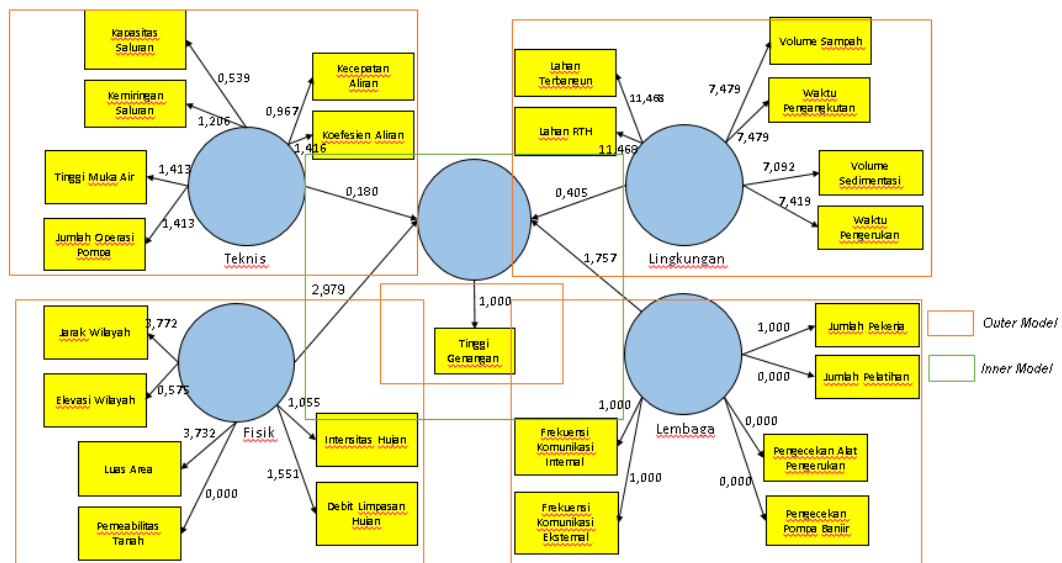 Kapasitas
Saluran
0,539
Kemiringan
Saluran
1,206
Kecepatan
Aliran
0,967
Koefesien Aliran
1,416
Tinggi Muka Air
1,413
Jumlah Operasi
Pompa
1,413
Teknis
0,180
Lahan
Terbangun
11,468
Lahan RTH
11,468
Volume Sampah
7,479
Waktu
Pengangkutan
7,479
Volume
Sedimentasi
7,092
Waktu
Pengerukan
7,419
Lingkungan
0,405
2,979
1,757
1,000
Tinggi
Genangan
Jarak Wilayah
3,772
Elevasi Wilayah
0,575
Luas Area
3,732
Permeabilitas
Tanah
0,000
Fisik
1,055
Intensitas Hujan
1,551
Debit Limpasan
Hujan
Jumlah Pekerja
1,000
Jumlah Pelatihan
0,000
Lembaga
1,000
Frekuensi
Komunikasi
Internal
1,000
Frekuensi
Komunikasi
Eksternal
0,000
Pengecekan Alat
Pengerukan
0,000
Pengecekan
Pompa Banjir
Outer Model
Inner Model